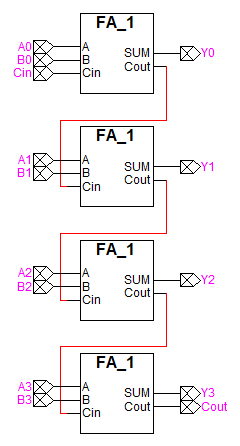 FA_1
A0 A SUM Y0
B0 B Cout
Cin Cin
FA_1
A1 A SUM Y1
B1 B Cout
Cin
FA_1
A2 A SUM Y2
B2 B Cout
Cin
FA_1
A3 A SUM Y3
B3 B Cout Cout
Cin